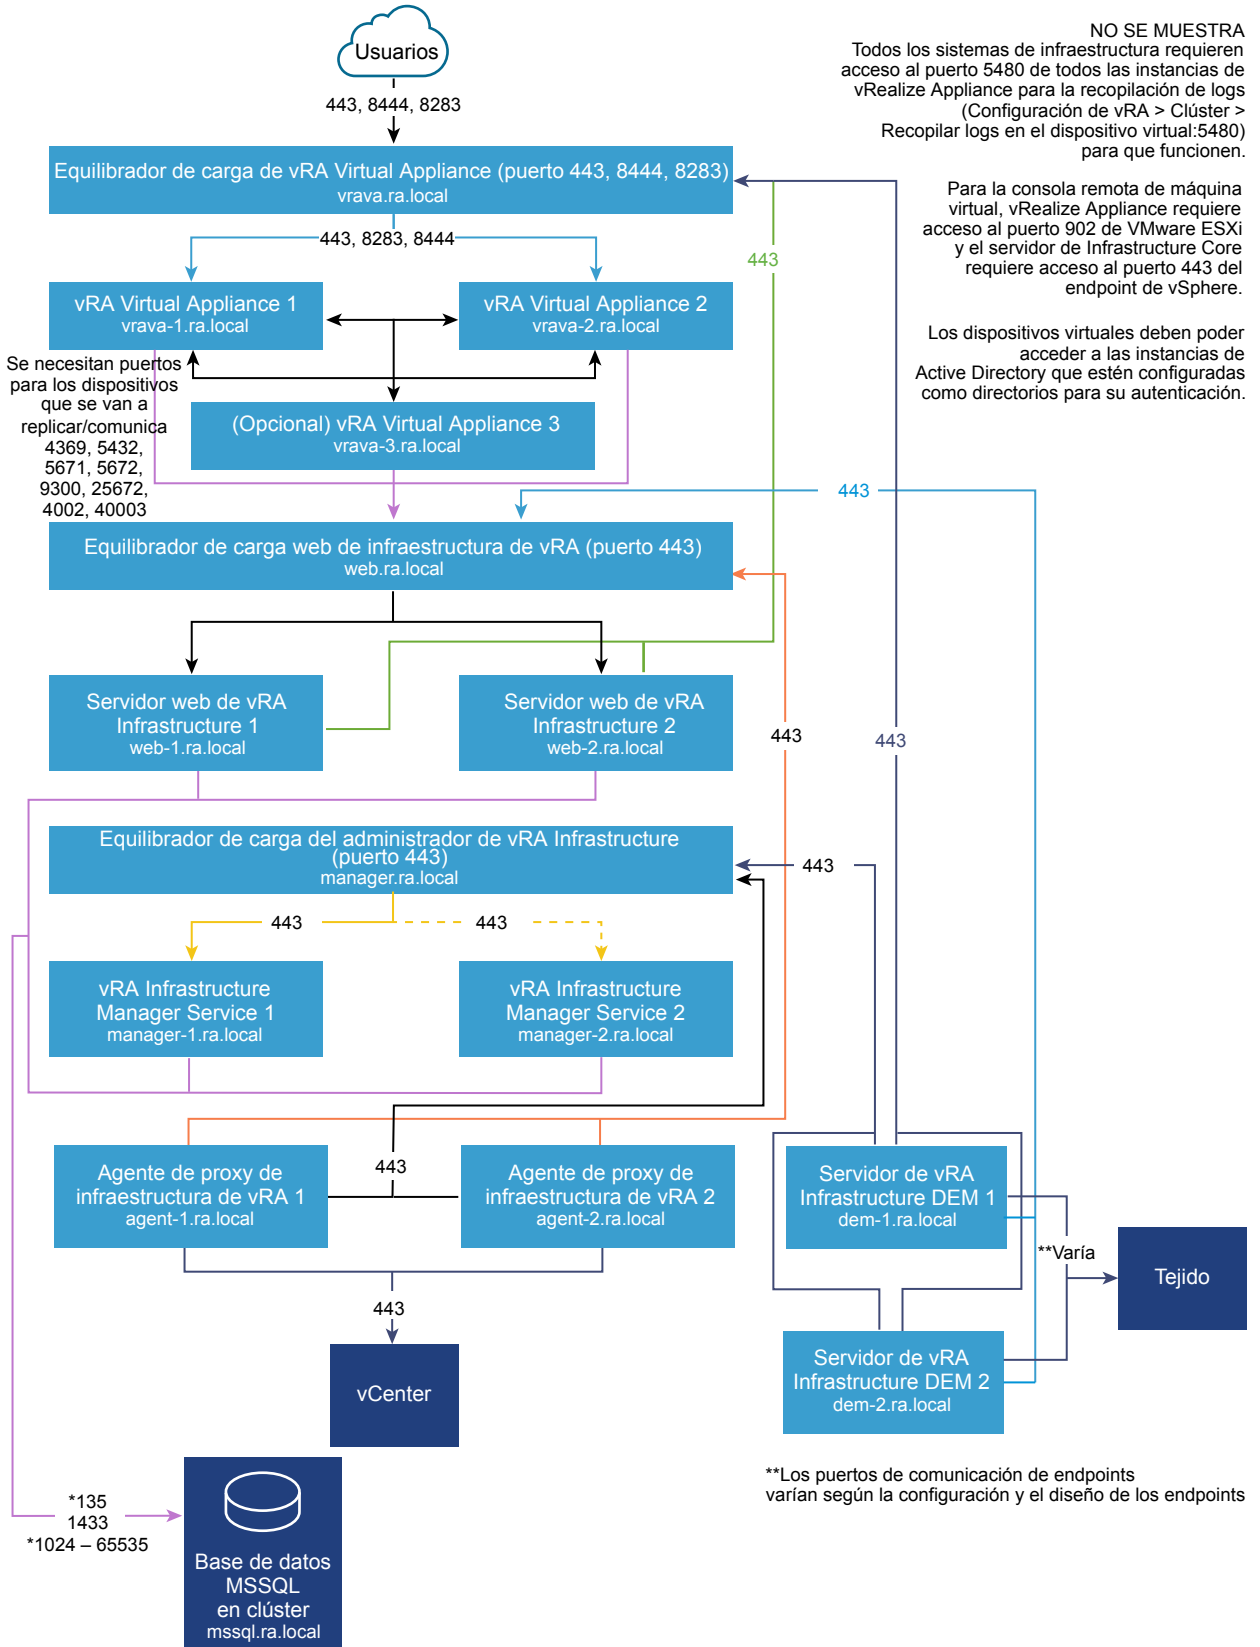 Usuarios
443, 8444, 8283
NO SE MUESTRA
Todos los sistemas de infraestructura requieren
acceso al puerto 5480 de todos las instancias de
vRealize Appliance para la recopilación de logs
(Configuración de vRA > Clúster >
Recopilar logs en el dispositivo virtual:5480)
para que funcionen.
Para la consola remota de máquina
virtual, vRealize Appliance requiere
acceso al puerto 902 de VMware ESXi
y el servidor de Infrastructure Core
requiere acceso al puerto 443 del
endpoint de vSphere.
Los dispositivos virtuales deben poder
acceder a las instancias de
Active Directory que estén configuradas
como directorios para su autenticación.
Equilibrador de carga de vRA Virtual Appliance (puerto 443, 8444, 8283)
vrava.ra.local
443, 8283, 8444
443
vRA Virtual Appliance 1
vrava-1.ra.local
vRA Virtual Appliance 2
vrava-2.ra.local
Se necesitan puertos
para los dispositivos
que se van a
replicar/comunica
4369, 5432,
5671, 5672,
9300, 25672,
4002, 40003
(Opcional) vRA Virtual Appliance 3
vrava-3.ra.local
443
Equilibrador de carga web de infraestructura de vRA (puerto 443)
web.ra.local
Servidor web de vRA
Infrastructure 1
web-1.ra.local
Servidor web de vRA
Infrastructure 2
web-2.ra.local
443
443
Equilibrador de carga del administrador de vRA Infrastructure
(puerto 443)
manager.ra.local
443
443
443
vRA Infrastructure
Manager Service 1
manager-1.ra.local
vRA Infrastructure
Manager Service 2
manager-2.ra.local
Agente de proxy de
infraestructura de vRA 1
agent-1.ra.local
443
Agente de proxy de
infraestructura de vRA 2
agent-2.ra.local
Servidor de vRA
Infrastructure DEM 1
dem-1.ra.local
**Varía
Tejido
443
vCenter
Servidor de vRA
Infrastructure DEM 2
dem-2.ra.local
**Los puertos de comunicación de endpoints
varían según la configuración y el diseño de los endpoints
*135
1433
*1024 – 65535
Base de datos
MSSQL
en clúster
mssql.ra.local